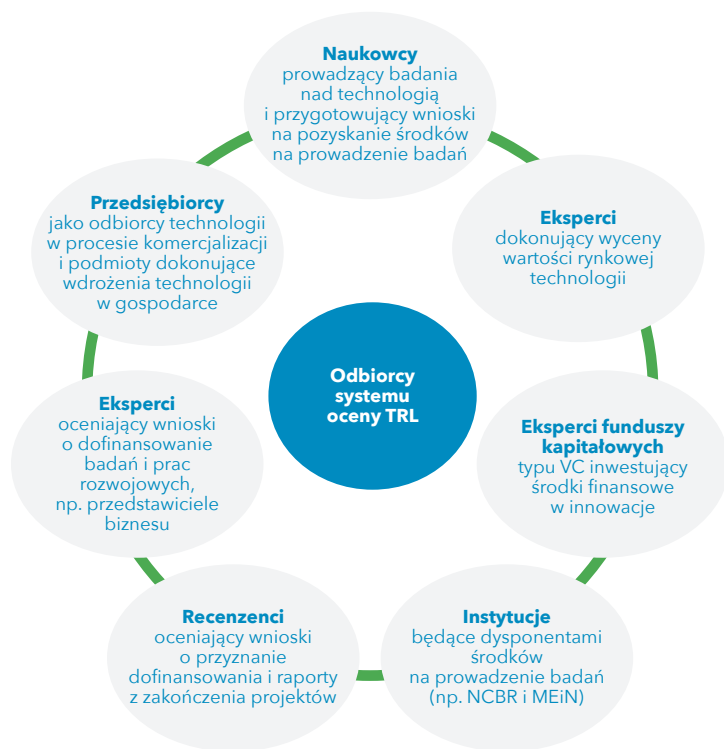 Naukowcy
prowadzący badania
nad technologią
i przygotowujący wnioski
na pozyskanie środków
na prowadzenie badań
Przedsiębiorcy
jako odbiorcy technologii
w procesie komercjalizacji
i podmioty dokonujące
wdrożenia technologii
w gospodarce
Eksperci
dokonujący wyceny
wartości rynkowej
technologii
Odbiorcy
systemu
oceny TRL
Eksperci
oceniający wnioski
o dofinansowanie
badań i prac
rozwojowych,
np. przedstawiciele
biznesu
Eksperci funduszy
kapitałowych
typu VC inwestujący
środki finansowe
w innowacje
Recenzenci
oceniający wnioski
o przyznanie
dofinansowania i raporty
z zakończenia projektów
Instytucje
będące dysponentami
środków
na prowadzenie badań
(np. NCBR i MEiN)